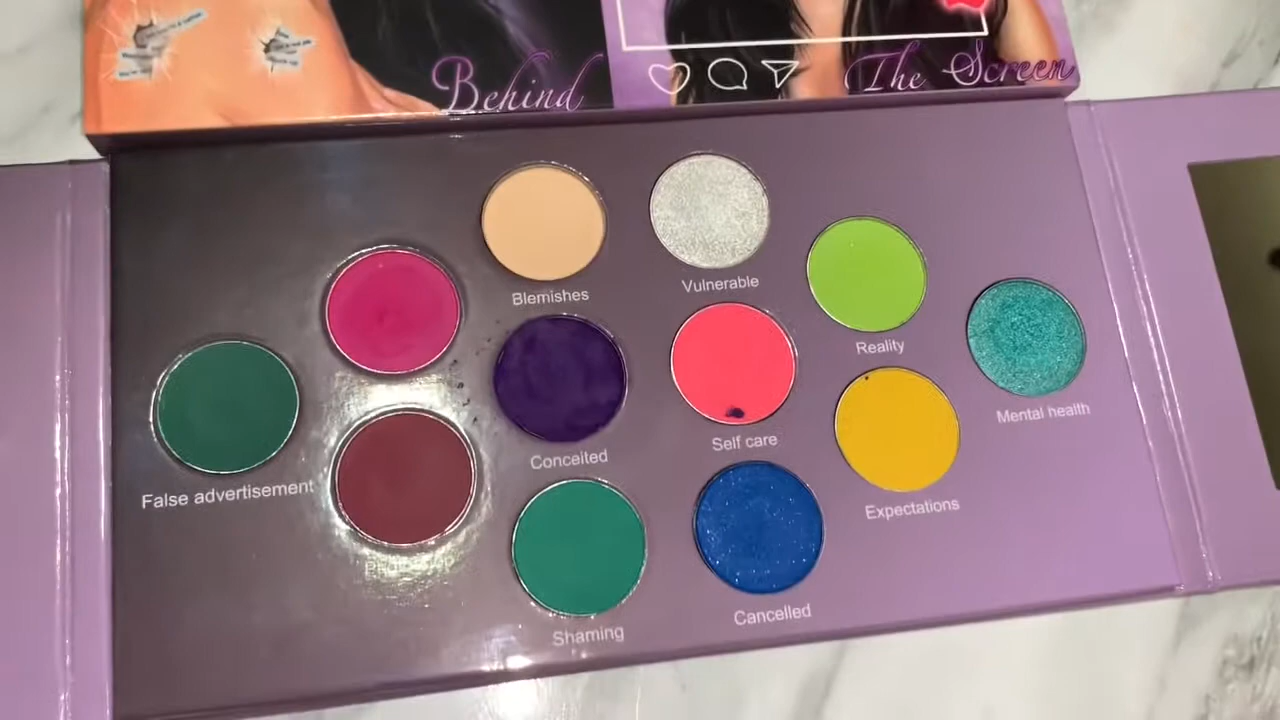 Behind
The Screen
Blemishes
Vulnerable
Reality
Mental health
Conceited
Self care
Expectations
False advertisement
Shaming
Cancelled